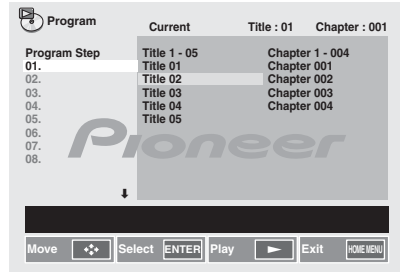 Program Current Title : 01 Chapter : 001
Program Step Title 1 - 05 Chapter 1 - 004
01. Title 01 Chapter 001
02. Title 02 Chapter 002
03. Title 03 Chapter 003
04. Title 04 Chapter 004
05. Title 05
06.
07.
08.
Pioneer
Move Select ENTER Play Exit HOME MENU